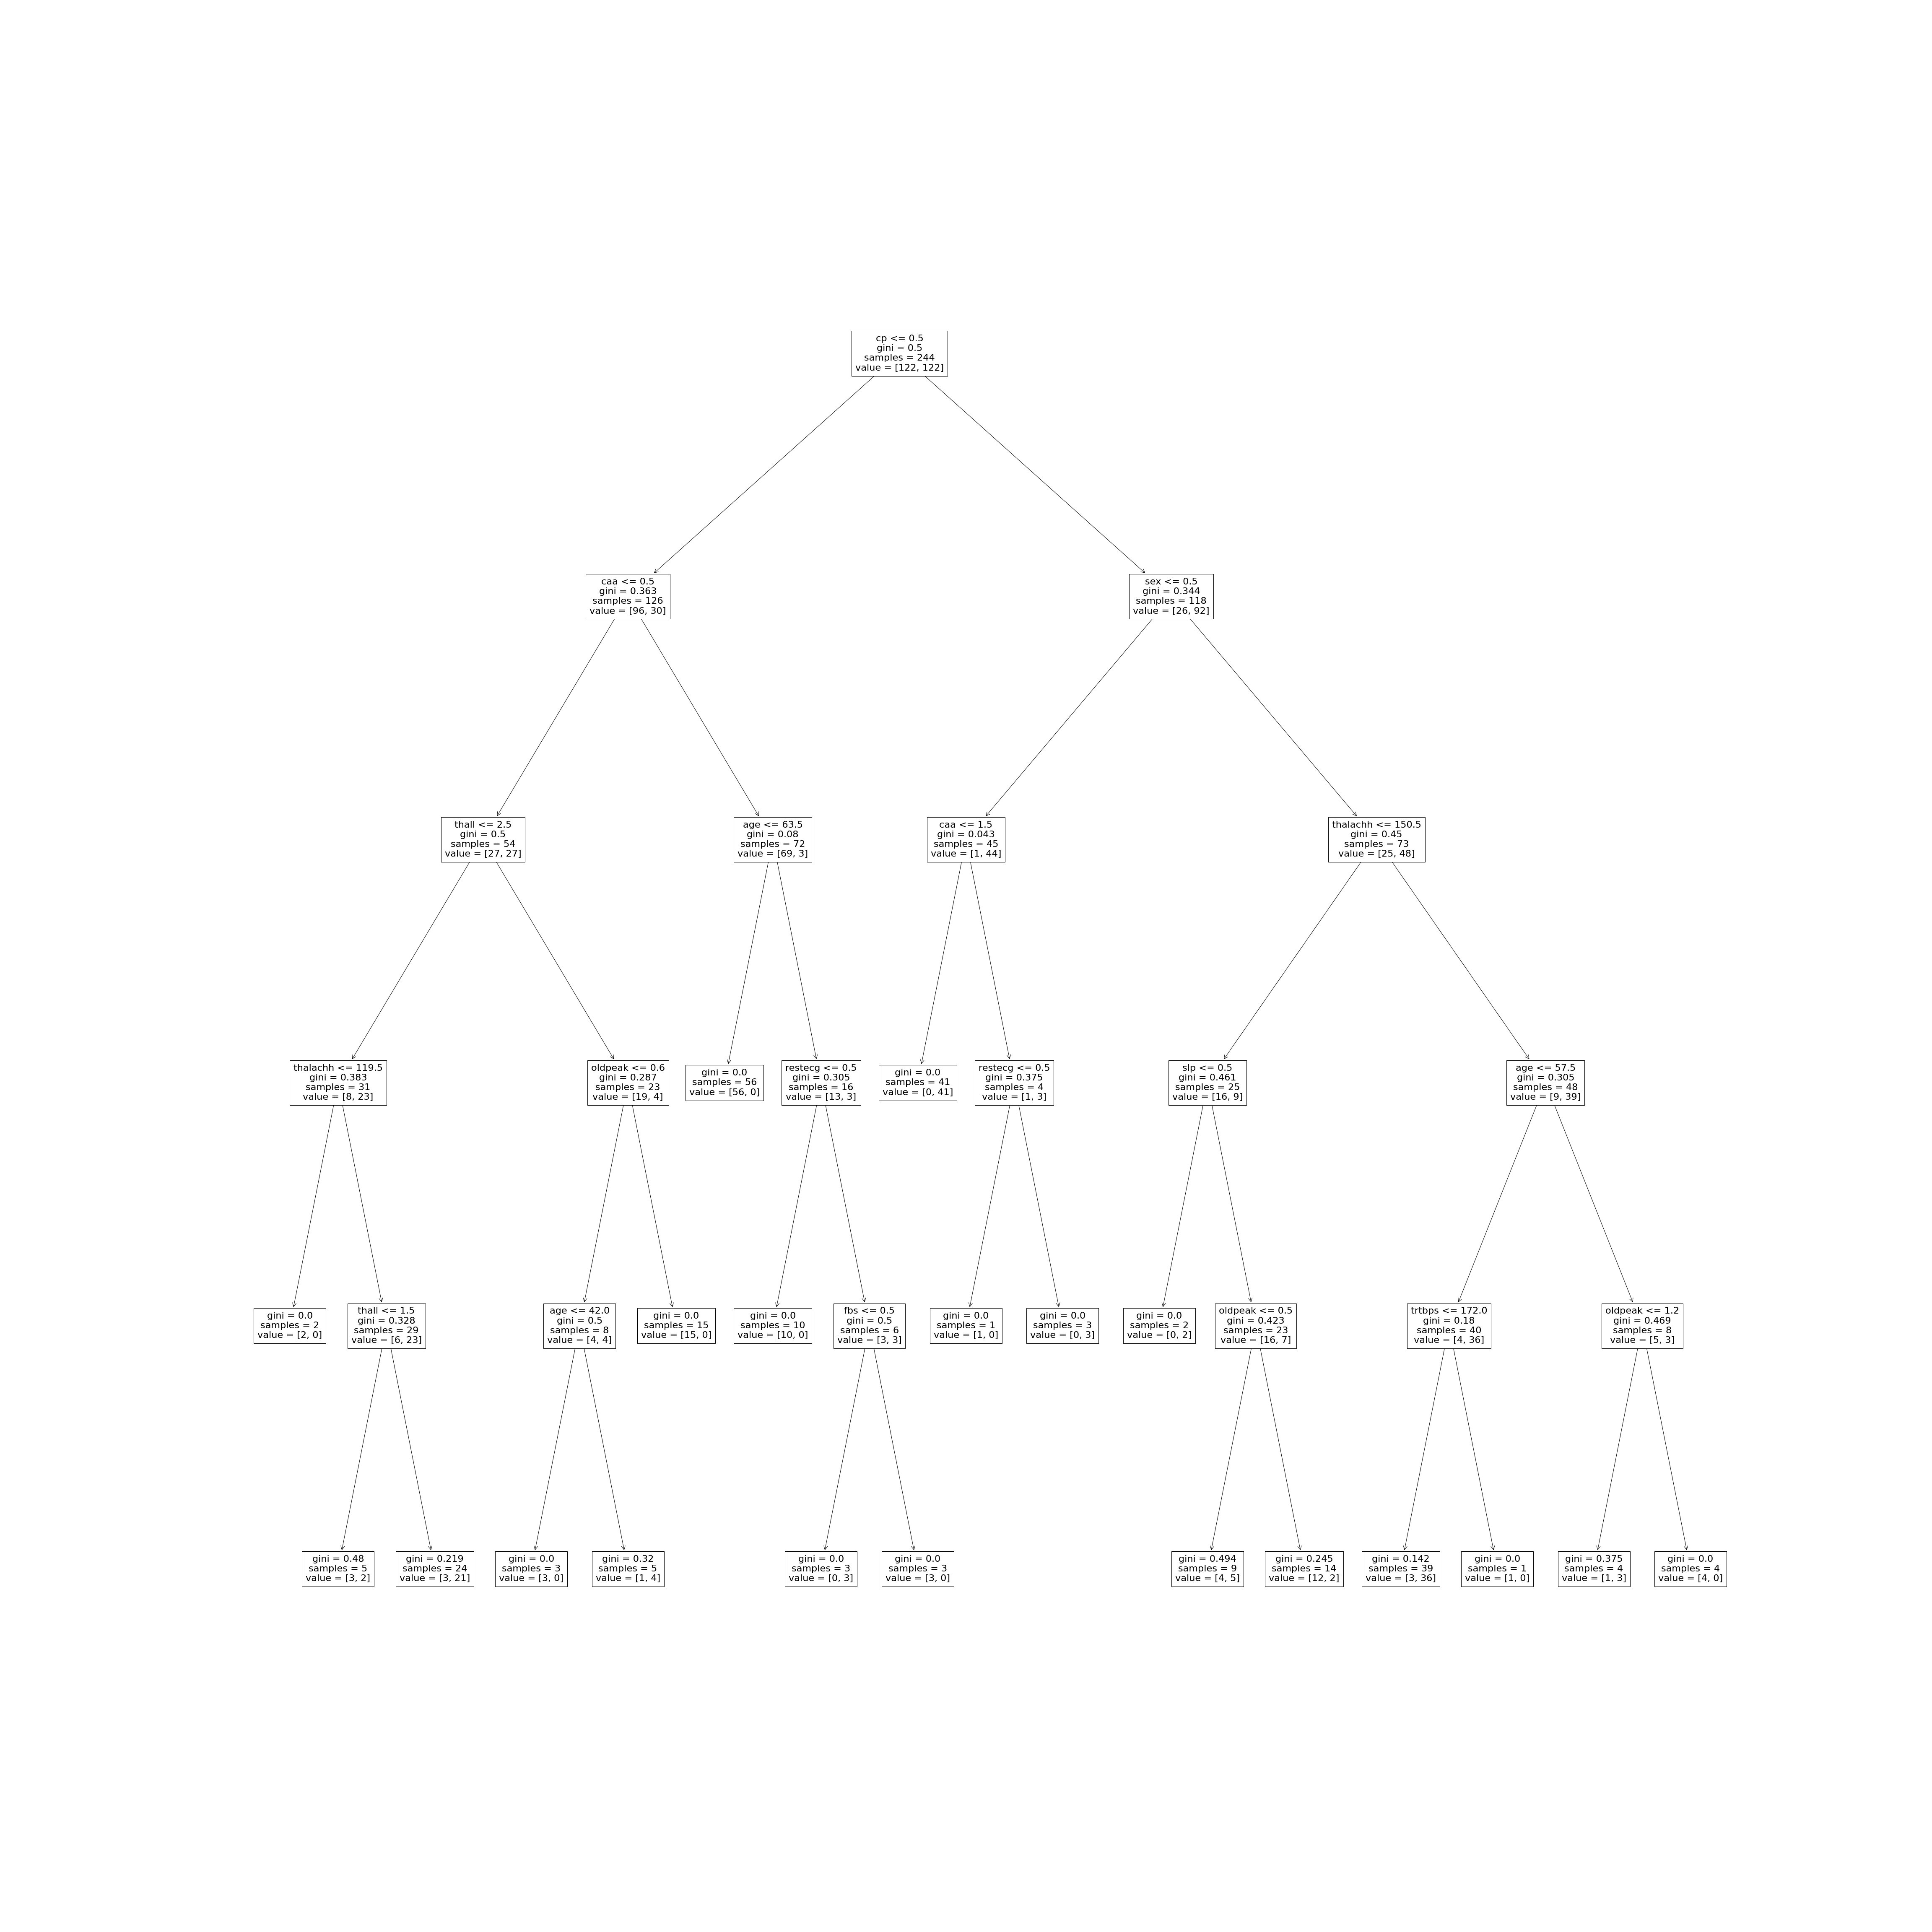 cp <= 0.5
gini = 0.5
samples = 244
value = [122, 122]
caa <= 0.5
gini = 0.363
samples = 126
value = [96, 30]
sex <= 0.5
gini = 0.344
samples = 118
value = [26, 92]
thall <= 2.5
gini = 0.5
samples = 54
value = [27, 27]
age <= 63.5
gini = 0.08
samples = 72
value = [69, 3]
caa <= 1.5
gini = 0.043
samples = 45
value = [1, 44]
thalachh <= 150.5
gini = 0.45
samples = 73
value = [25, 48]
thalachh <= 119.5
gini = 0.383
samples = 31
value = [8, 23]
oldpeak <= 0.6
gini = 0.287
samples = 23
value = [19, 4]
gini = 0.0
samples = 56
value = [56, 0]
restecg <= 0.5
gini = 0.305
samples = 16
value = [13, 3]
gini = 0.0
samples = 41
value = [0, 41]
restecg <= 0.5
gini = 0.375
samples = 4
value = [1, 3]
slp <= 0.5
gini = 0.461
samples = 25
value = [16, 9]
age <= 57.5
gini = 0.305
samples = 48
value = [9, 39]
gini = 0.0
samples = 2
value = [2, 0]
thall <= 1.5
gini = 0.328
samples = 29
value = [6, 23]
age <= 42.0
gini = 0.5
samples = 8
value = [4, 4]
gini = 0.0
samples = 15
value = [15, 0]
gini = 0.0
samples = 10
value = [10, 0]
fbs <= 0.5
gini = 0.5
samples = 6
value = [3, 3]
gini = 0.0
samples = 1
value = [1, 0]
gini = 0.0
samples = 3
value = [0, 3]
gini = 0.0
samples = 2
value = [0, 2]
oldpeak <= 0.5
gini = 0.423
samples = 23
value = [16, 7]
trtbps <= 172.0
gini = 0.18
samples = 40
value = [4, 36]
oldpeak <= 1.2
gini = 0.469
samples = 8
value = [5, 3]
gini = 0.48
samples = 5
value = [3, 2]
gini = 0.219
samples = 24
value = [3, 21]
gini = 0.0
samples = 3
value = [3, 0]
gini = 0.32
samples = 5
value = [1, 4]
gini = 0.0
samples = 3
value = [0, 3]
gini = 0.0
samples = 3
value = [3, 0]
gini = 0.494
samples = 9
value = [4, 5]
gini = 0.245
samples = 14
value = [12, 2]
gini = 0.142
samples = 39
value = [3, 36]
gini = 0.0
samples = 1
value = [1, 0]
gini = 0.375
samples = 4
value = [1, 3]
gini = 0.0
samples = 4
value = [4, 0]